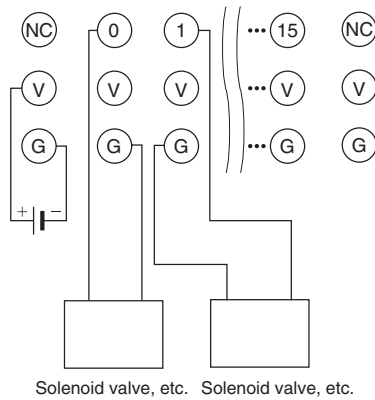 NC 0 1 ••• 15 NC
V V V ••• V V
G G G ••• G G
+ −
Solenoid valve, etc. Solenoid valve, etc.